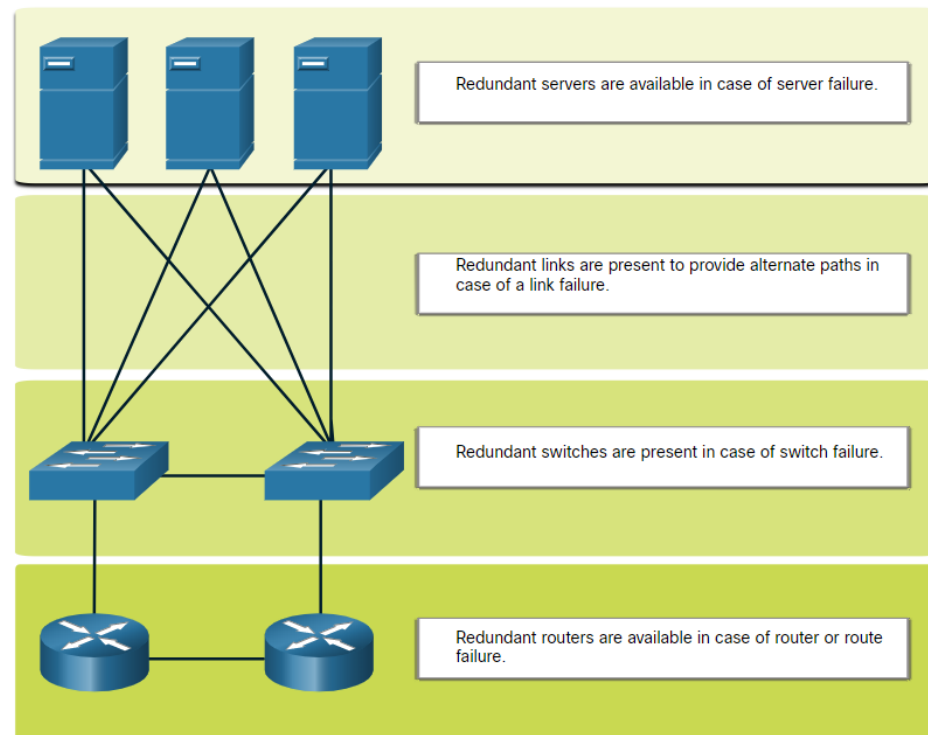 Redundant servers are available in case of server failure.
Redundant links are present to provide alternate paths in
case of a link failure.
Redundant switches are present in case of switch failure.
Redundant routers are available in case of router or route
failure.